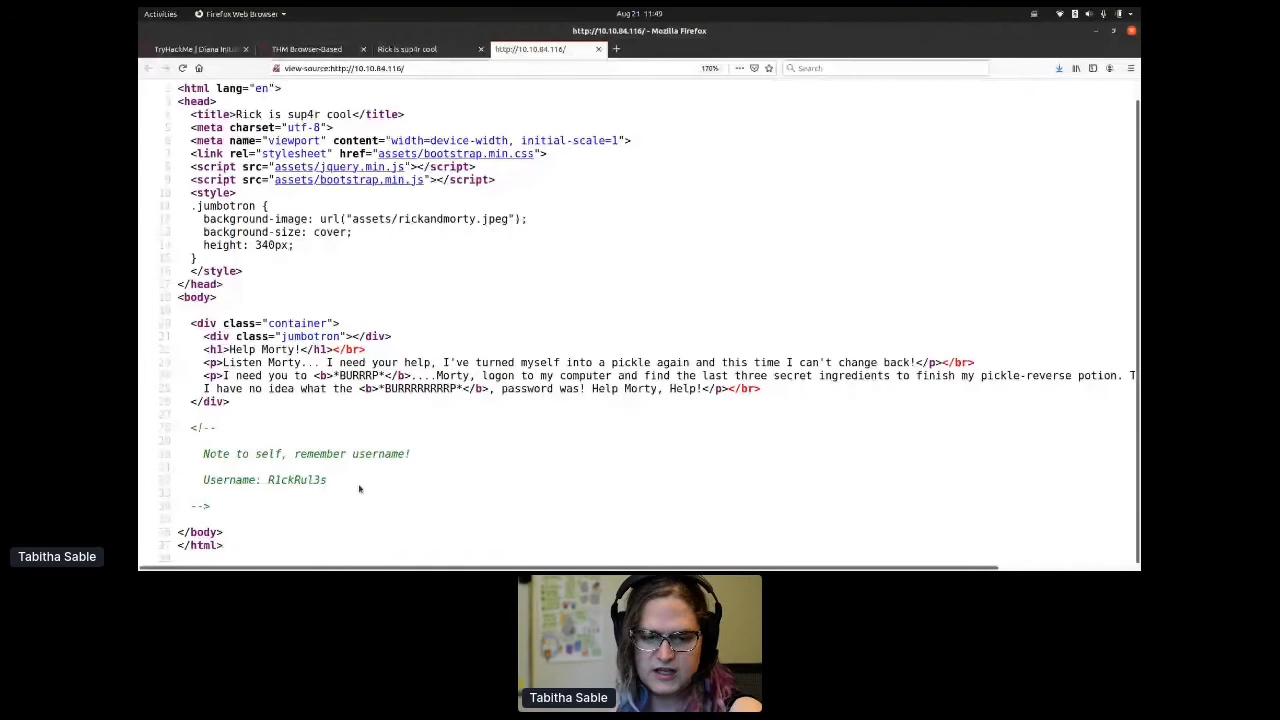 Activities Firefox Web Browser Aug 21 11:49
http://10.10.84.116/ - Mozilla Firefox
TryHackMe | Diana Initia THM Browser-Based Rick is sup4r cool http://10.10.84.116/
view-source:http://10.10.84.116/ 170% Search
<html lang="en">
<head>
<title>Rick is sup4r cool</title>
<meta charset="utf-8">
<meta name="viewport" content="width=device-width, initial-scale=1">
<link rel="stylesheet" href="assets/bootstrap.min.css">
<script src="assets/jquery.min.js"></script>
<script src="assets/bootstrap.min.js"></script>
<style>
.jumbotron {
background-image: url("assets/rickandmorty.jpeg");
background-size: cover;
height: 340px;
}
</style>
</head>
<body>
<div class="container">
<div class="jumbotron"></div>
<h1>Help Morty!</h1></br>
<p>Listen Morty... I need your help, I've turned myself into a pickle again and this time I can't change back!</p></br>
<p>I need you to <b>*BURRRP*</b>....Morty, logon to my computer and find the last three secret ingredients to finish my pickle-reverse potion. T
I have no idea what the <b>*BURRRRRRRRP*</b>, password was! Help Morty, Help!</p></br>
</div>
<!--
Note to self, remember username!
Username: R1ckRul3s
-->
</body>
</html>
Tabitha Sable
Tabitha Sable